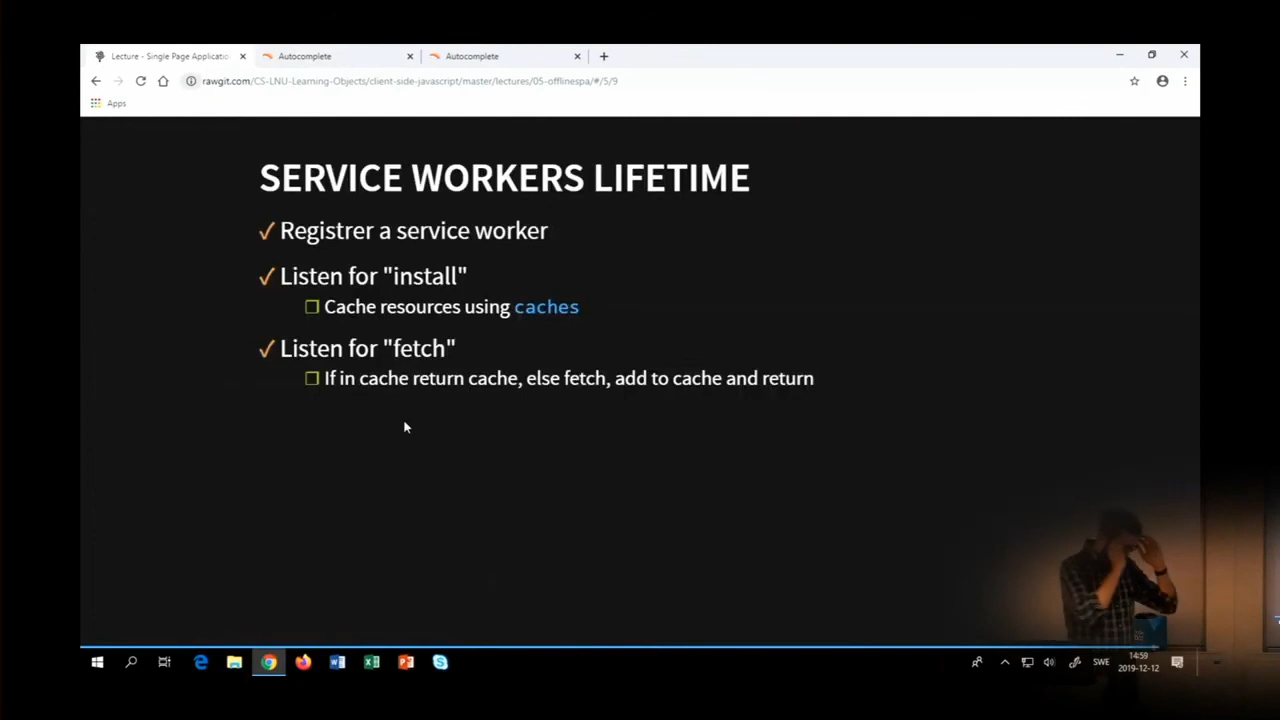 Lecture - Single Page Applicatio
Autocomplete
Autocomplete
rawgit.com/CS-LNU-Learning-Objects/client-side-javascript/master/lectures/05-offlinespa/#/5/9
Apps
SERVICE WORKERS LIFETIME
✓ Registrer a service worker
✓ Listen for "install"
❒ Cache resources using caches
✓ Listen for "fetch"
❒ If in cache return cache, else fetch, add to cache and return
SWE
14:59
2019-12-12